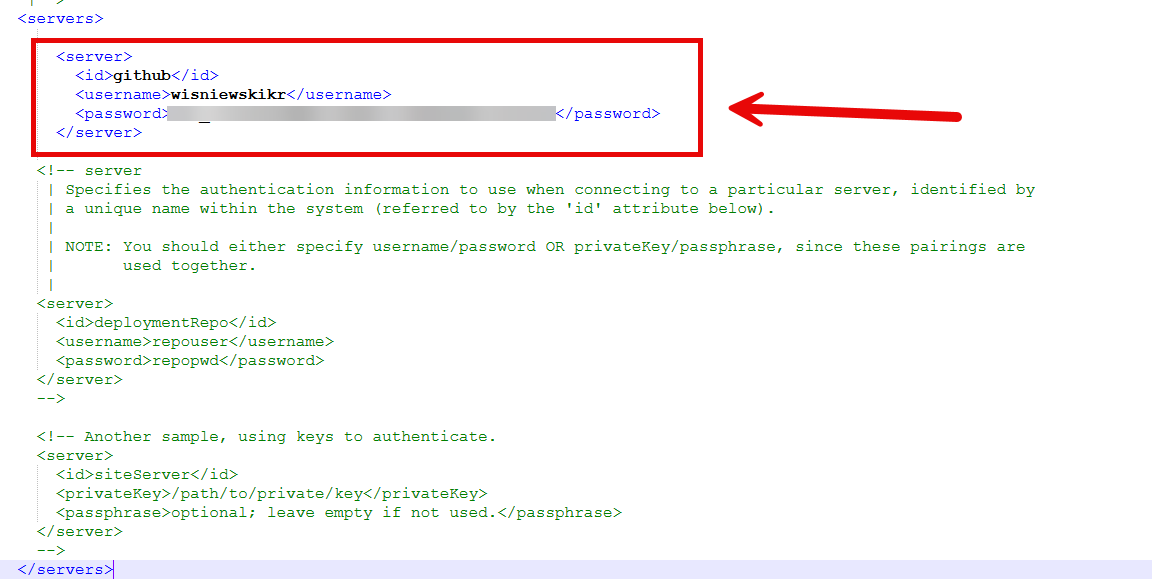 <servers>
<server>
<id>github</id>
<username>wisniewskikr</username>
<password></password>
</server>
<!-- server
| Specifies the authentication information to use when connecting to a particular server, identified by
| a unique name within the system (referred to by the 'id' attribute below).
|
| NOTE: You should either specify username/password OR privateKey/passphrase, since these pairings are
| used together.
|
<server>
<id>deploymentRepo</id>
<username>repouser</username>
<password>repopwd</password>
</server>
-->
<!-- Another sample, using keys to authenticate.
<server>
<id>siteServer</id>
<privateKey>/path/to/private/key</privateKey>
<passphrase>optional; leave empty if not used.</passphrase>
</server>
-->
</servers>